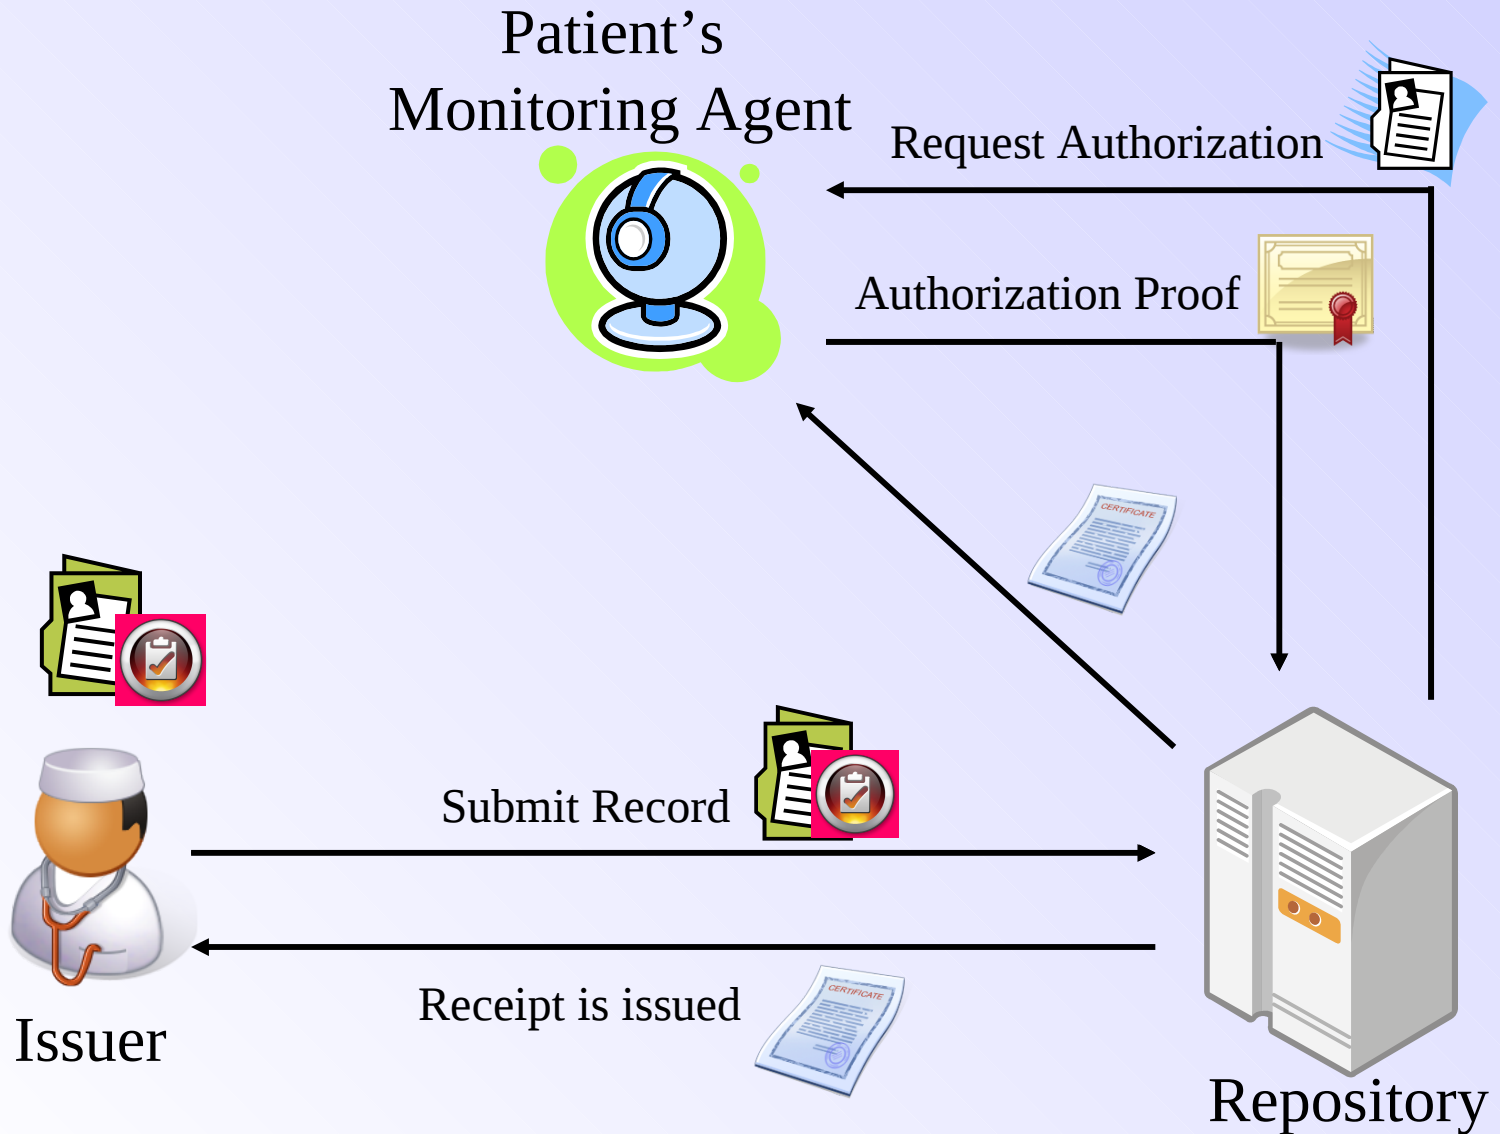 Patient’s
Monitoring Agent
Request Authorization
Authorization Proof
CERTIFICATE
Submit Record
Receipt is issued
CERTIFICATE
Issuer
Repository